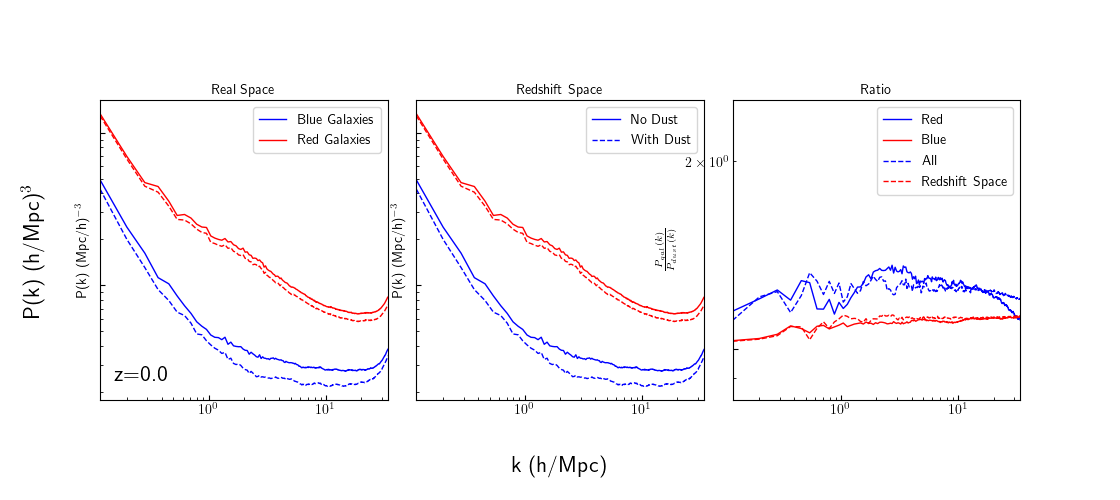 Real Space
Redshift Space
Ratio
Blue Galaxies
Red Galaxies
No Dust
With Dust
Red
Blue
All
Redshift Space
P(k) (h/Mpc)³
P(k) (Mpc/h)⁻³
P(k) (Mpc/h)⁻³
2 × 10⁰
P_gal(k)
P_dust(k)
z=0.0
10⁰
10¹
10⁰
10¹
10⁰
10¹
k (h/Mpc)